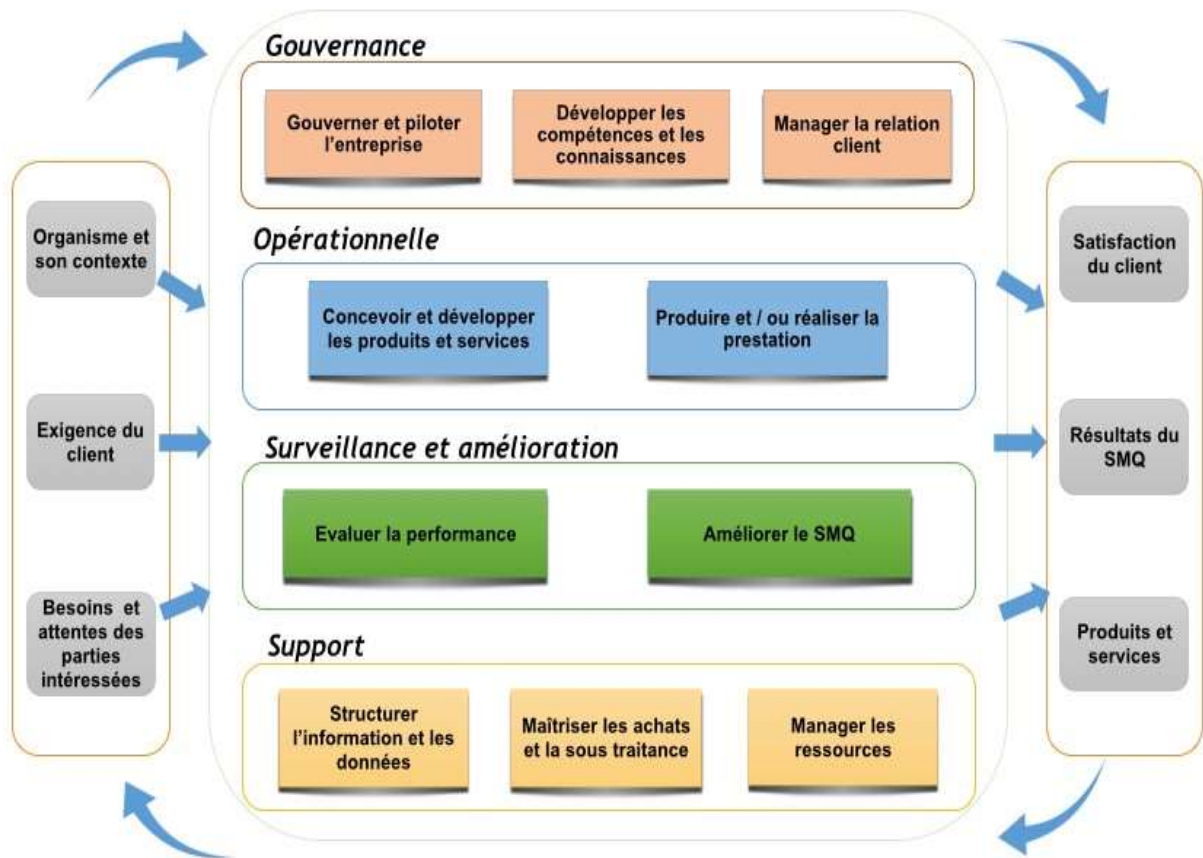 Gouvernance
Gouverner et piloter
l'entreprise
Développer les
compétences et les
connaissances
Manager la relation
client
Organisme et
son contexte
Exigence du
client
Besoins et
attentes des
parties
intéressées
Opérationnelle
Concevoir et développer
les produits et services
Produire et / ou réaliser la
prestation
Surveillance et amélioration
Evaluer la performance
Améliorer le SMQ
Support
Structurer
l'information et les
données
Maîtriser les achats
et la sous traitance
Manager les
ressources
Satisfaction
du client
Résultats du
SMQ
Produits et
services